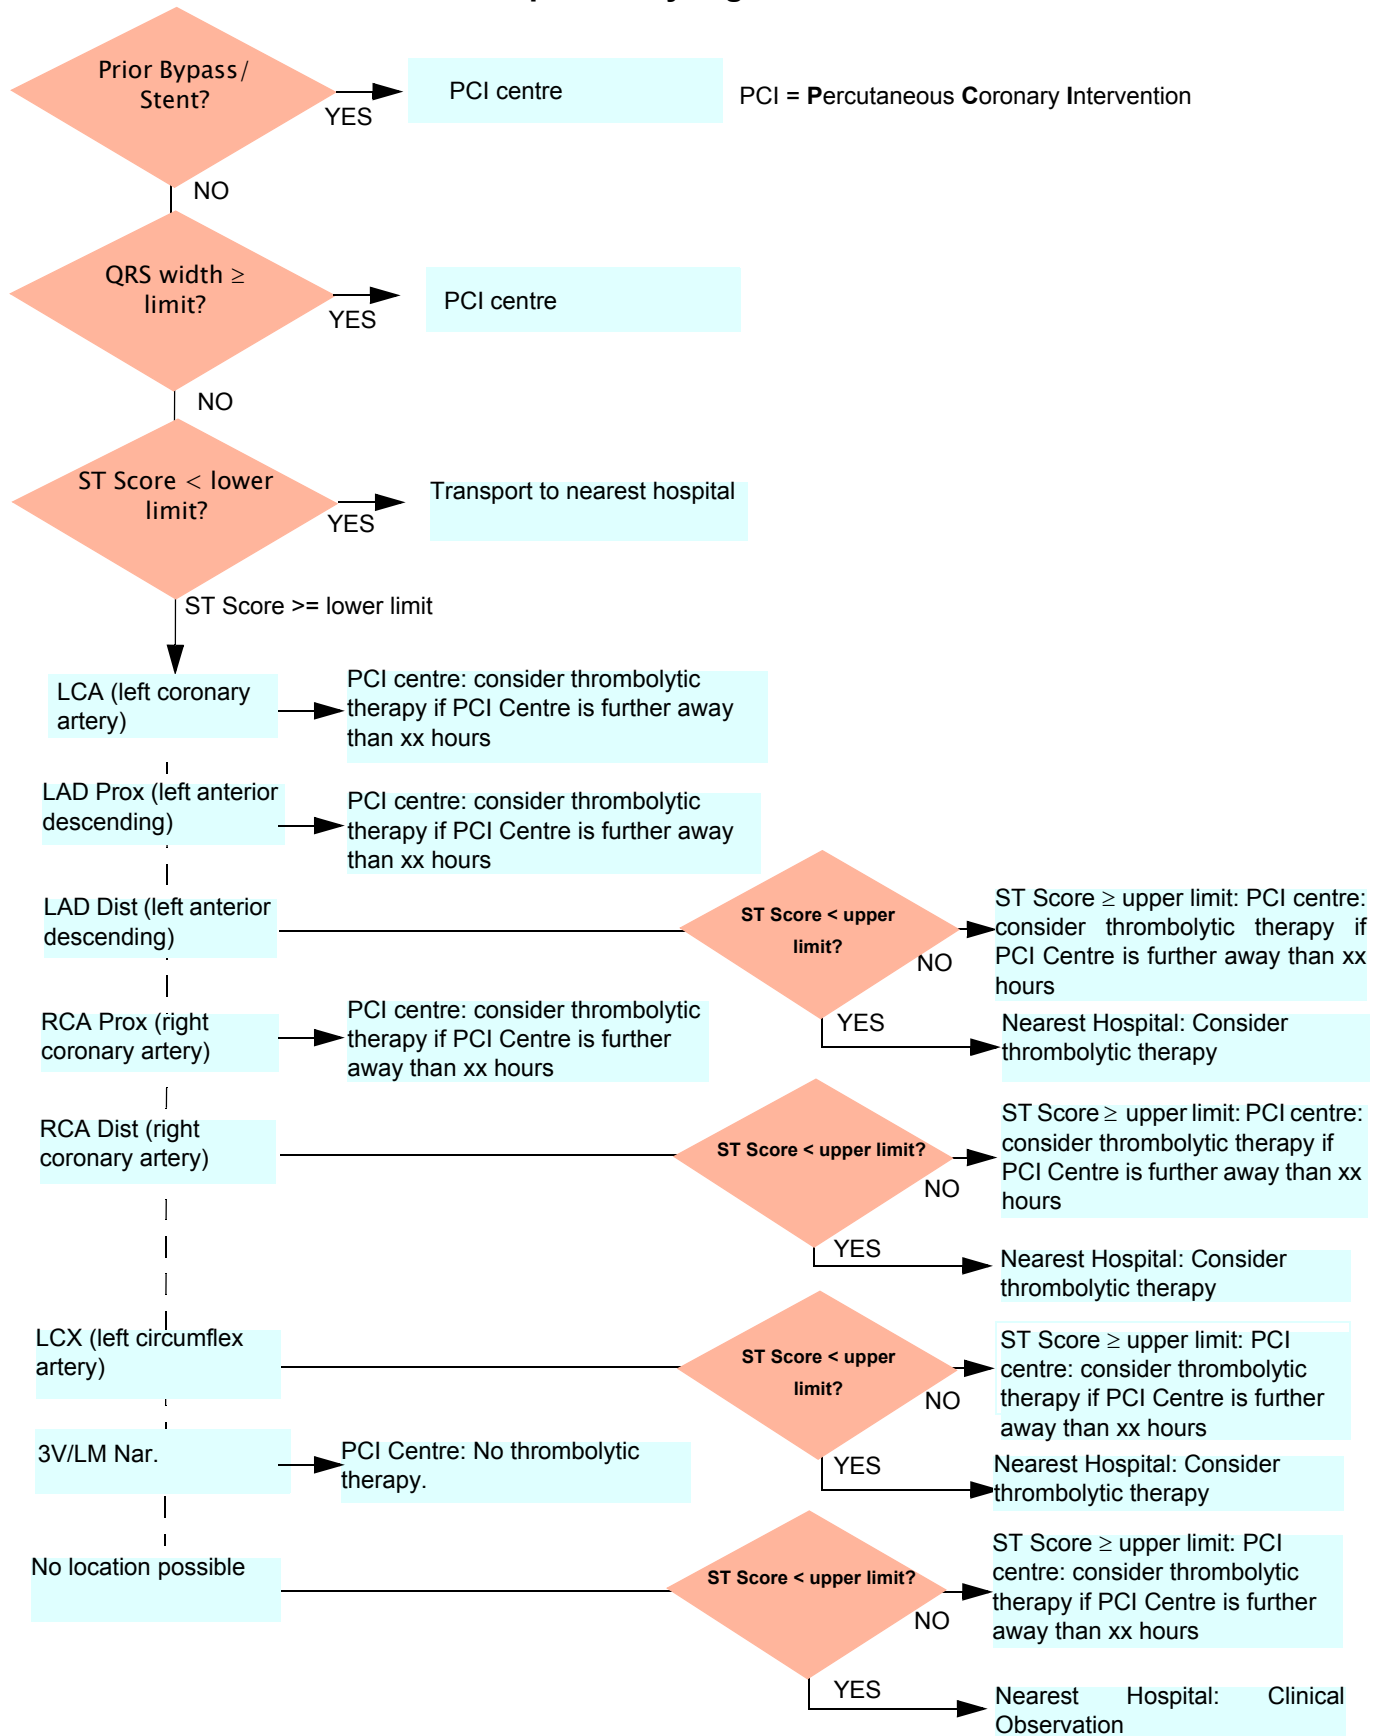 Prior Bypass/
Stent?
YES
PCI centre
PCI = Percutaneous Coronary Intervention
NO
QRS width ≥
limit?
YES
PCI centre
NO
ST Score < lower
limit?
YES
Transport to nearest hospital
ST Score >= lower limit
LCA (left coronary
artery)
PCI centre: consider thrombolytic
therapy if PCI Centre is further away
than xx hours
LAD Prox (left anterior
descending)
PCI centre: consider thrombolytic
therapy if PCI Centre is further away
than xx hours
LAD Dist (left anterior
descending)
ST Score < upper
limit?
NO
ST Score ≥ upper limit: PCI centre:
consider thrombolytic therapy if
PCI Centre is further away than xx
hours
YES
Nearest Hospital: Consider
thrombolytic therapy
RCA Prox (right
coronary artery)
PCI centre: consider thrombolytic
therapy if PCI Centre is further
away than xx hours
RCA Dist (right
coronary artery)
ST Score < upper limit?
NO
ST Score ≥ upper limit: PCI centre:
consider thrombolytic therapy if
PCI Centre is further away than xx
hours
YES
Nearest Hospital: Consider
thrombolytic therapy
LCX (left circumflex
artery)
ST Score < upper
limit?
NO
ST Score ≥ upper limit: PCI
centre: consider thrombolytic
therapy if PCI Centre is further
away than xx hours
YES
Nearest Hospital: Consider
thrombolytic therapy
3V/LM Nar.
PCI Centre: No thrombolytic
therapy.
No location possible
ST Score < upper limit?
NO
ST Score ≥ upper limit: PCI
centre: consider thrombolytic
therapy if PCI Centre is further
away than xx hours
YES
Nearest Hospital: Clinical
Observation